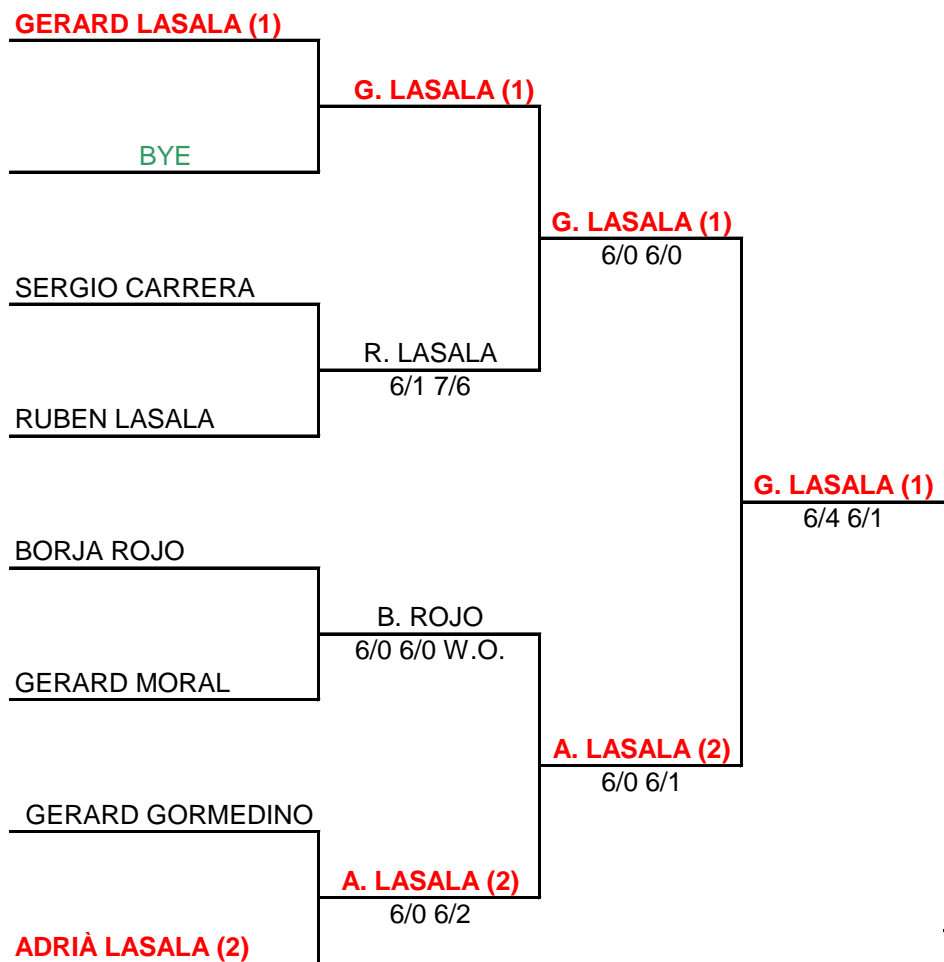 GERARD LASALA (1)
G. LASALA (1)
BYE
G. LASALA (1)
6/0 6/0
SERGIO CARRERA
R. LASALA
6/1 7/6
RUBEN LASALA
G. LASALA (1)
6/4 6/1
BORJA ROJO
B. ROJO
6/0 6/0 W.O.
GERARD MORAL
A. LASALA (2)
6/0 6/1
GERARD GORMEDINO
A. LASALA (2)
6/0 6/2
ADRIÀ LASALA (2)